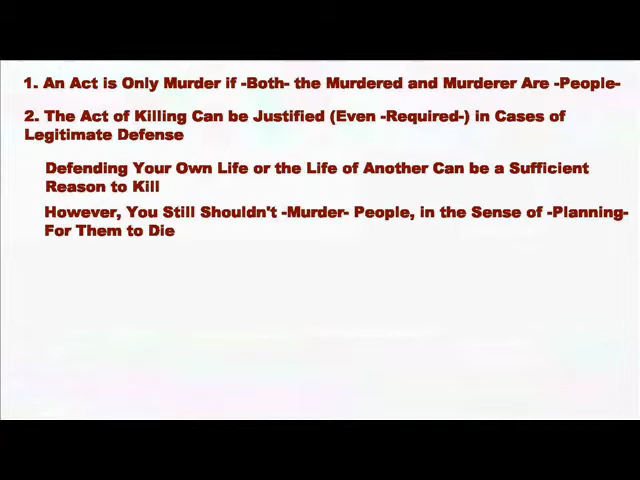 1. An Act is Only Murder if -Both- the Murdered and Murderer Are -People-
2. The Act of Killing Can be Justified (Even -Required-) in Cases of
Legitimate Defense
Defending Your Own Life or the Life of Another Can be a Sufficient
Reason to Kill
However, You Still Shouldn't -Murder- People, in the Sense of -Planning-
For Them to Die